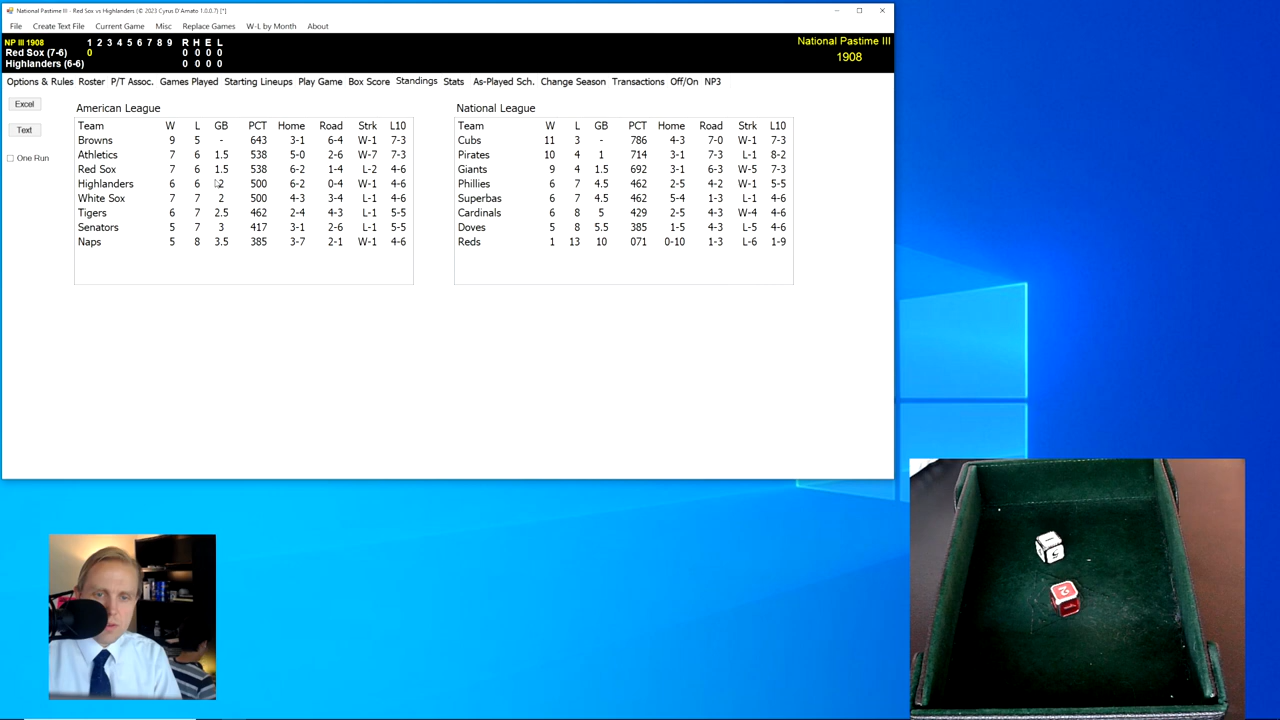 National Pastime III - Red Sox vs Highlanders (© 2023 Cyrus D'Amato 1.0.0.7) [*]
File Create Text File Current Game Misc Replace Games W-L by Month About
NP III 1908 1 2 3 4 5 6 7 8 9 R H E L
Red Sox (7-6) 0 0 0 0 0
Highlanders (6-6) 0 0 0 0
National Pastime III
1908
Options & Rules Roster P/T Assoc. Games Played Starting Lineups Play Game Box Score Standings Stats As-Played Sch. Change Season Transactions Off/On NP3
Excel
Text
One Run
American League
Team W L GB PCT Home Road Strk L10
Browns 9 5 - 643 3-1 6-4 W-1 7-3
Athletics 7 6 1.5 538 5-0 2-6 W-7 7-3
Red Sox 7 6 1.5 538 6-2 1-4 L-2 4-6
Highlanders 6 6 2 500 6-2 0-4 W-1 4-6
White Sox 7 7 2 500 4-3 3-4 L-1 4-6
Tigers 6 7 2.5 462 2-4 4-3 L-1 5-5
Senators 5 7 3 417 3-1 2-6 L-1 5-5
Naps 5 8 3.5 385 3-7 2-1 W-1 4-6
National League
Team W L GB PCT Home Road Strk L10
Cubs 11 3 - 786 4-3 7-0 W-1 7-3
Pirates 10 4 1 714 3-1 7-3 L-1 8-2
Giants 9 4 1.5 692 3-1 6-3 W-5 7-3
Phillies 6 7 4.5 462 2-5 4-2 W-1 5-5
Superbas 6 7 4.5 462 5-4 1-3 L-1 4-6
Cardinals 6 8 5 429 2-5 4-3 W-4 4-6
Doves 5 8 5.5 385 1-5 4-3 L-5 4-6
Reds 1 13 10 071 0-10 1-3 L-6 1-9